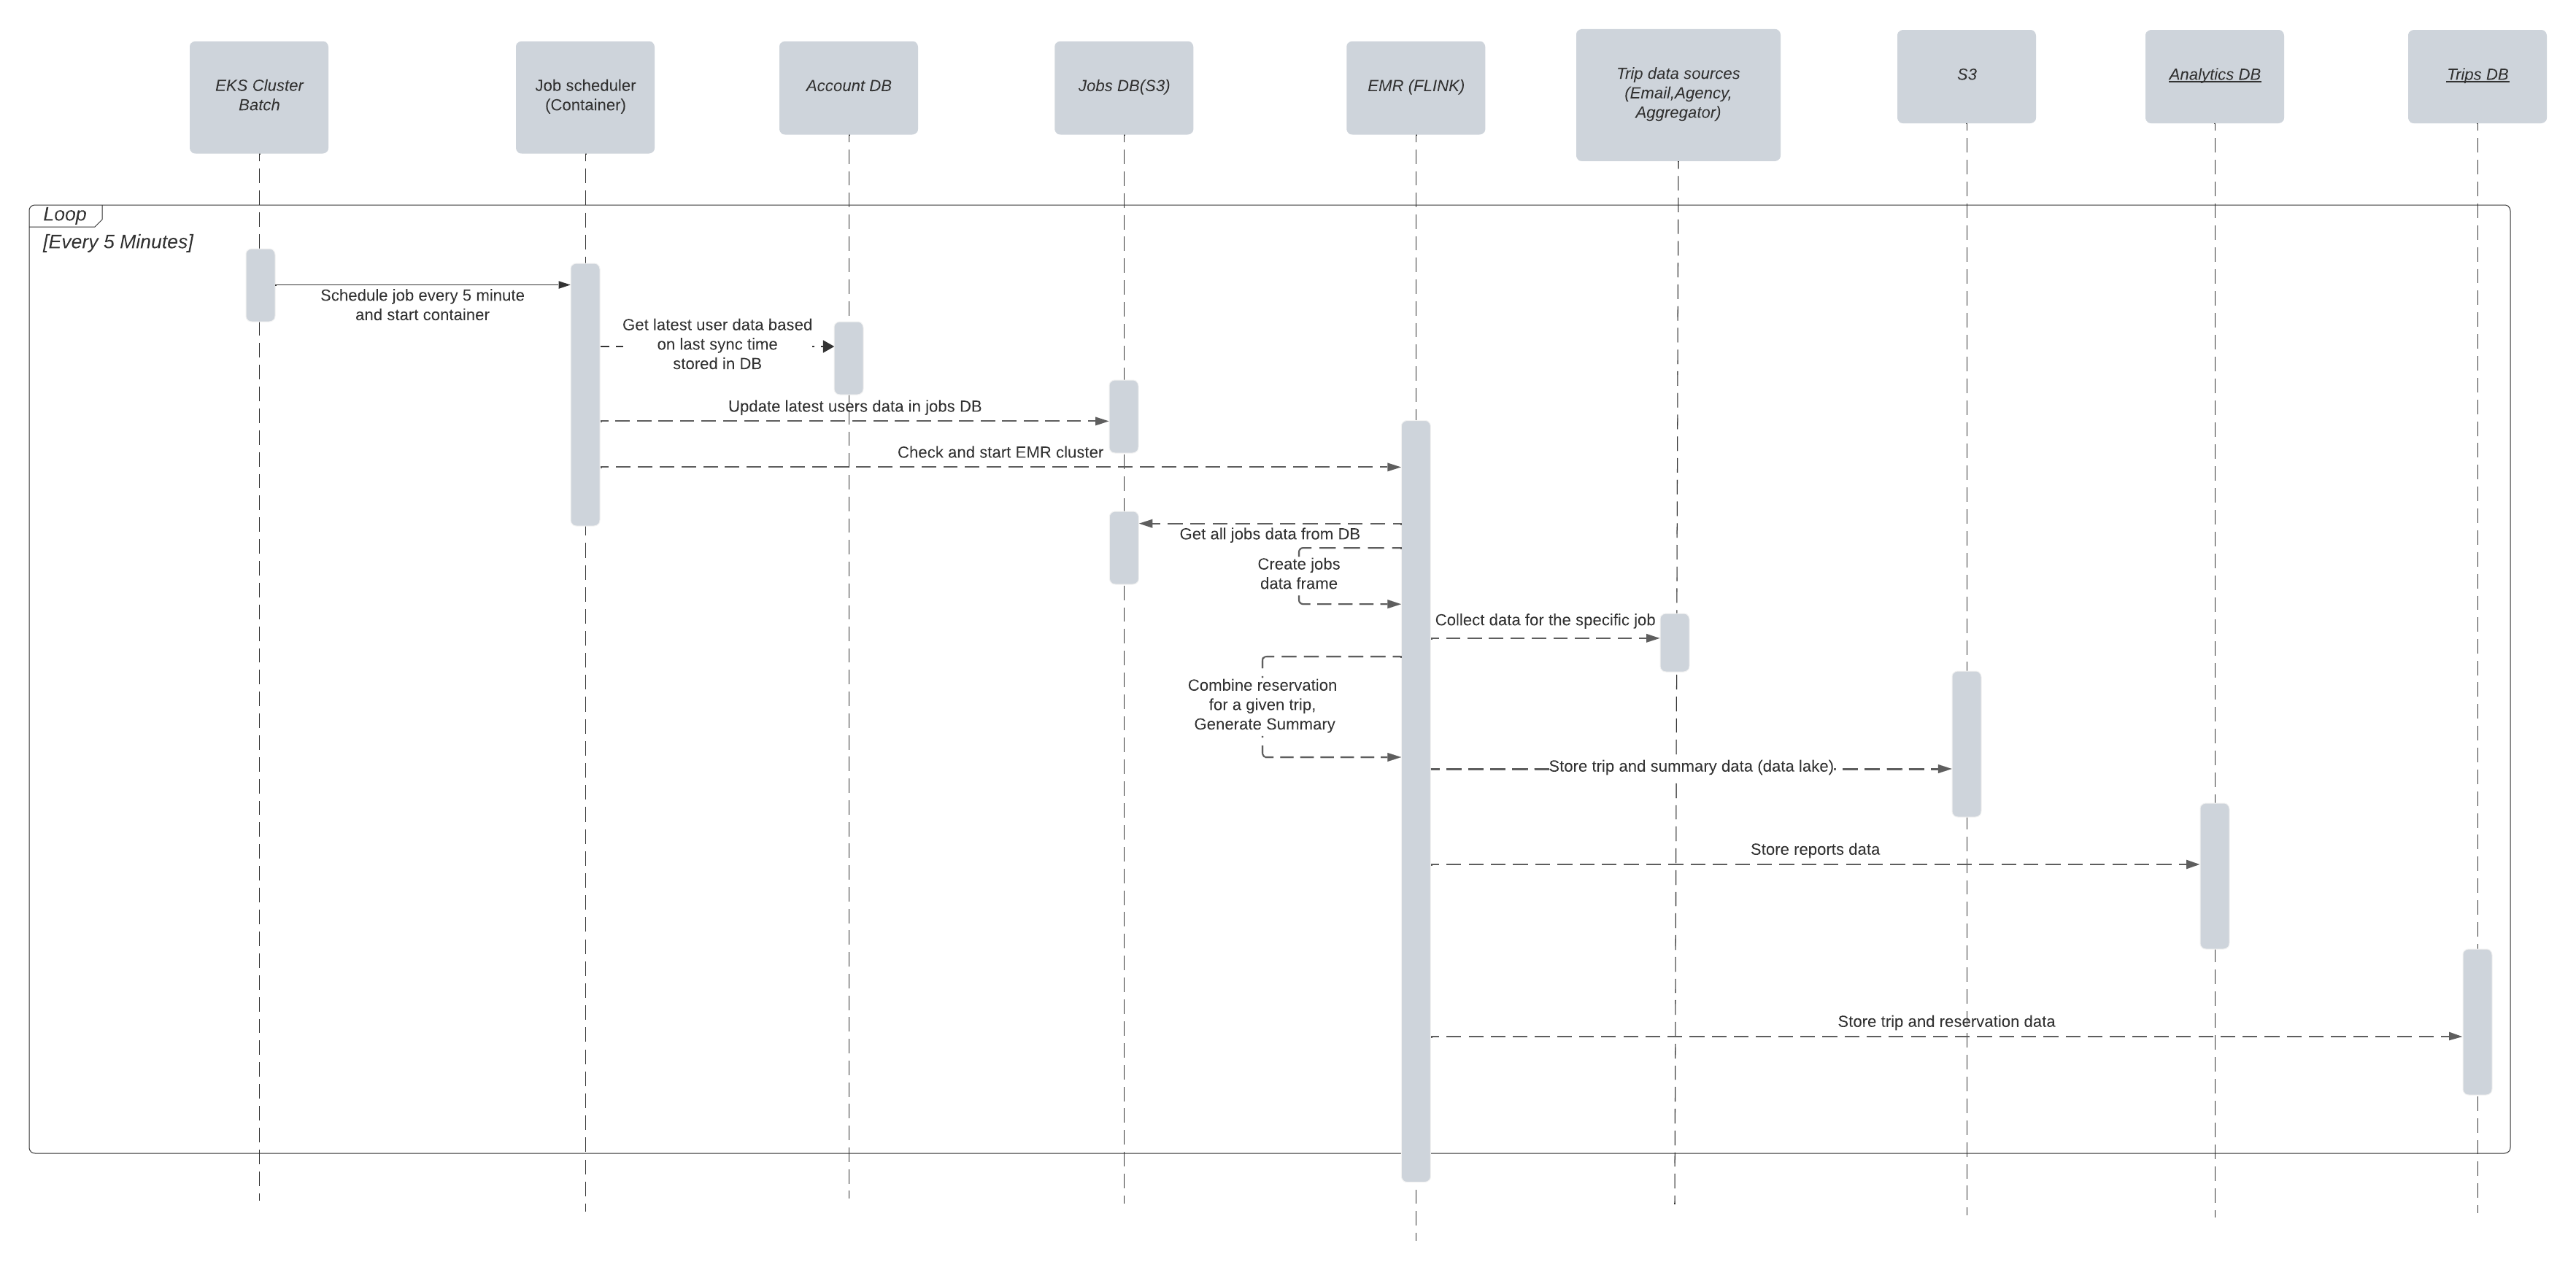 EKS Cluster
Batch
Job scheduler
(Container)
Account DB
Jobs DB(S3)
EMR (FLINK)
Trip data sources
(Email,Agency,
Aggregator)
S3
Analytics DB
Trips DB
Loop
[Every 5 Minutes]
Schedule job every 5 minute
and start container
Get latest user data based
on last sync time
stored in DB
Update latest users data in jobs DB
Check and start EMR cluster
Get all jobs data from DB
Create jobs
data frame
Collect data for the specific job
Combine reservation
for a given trip,
Generate Summary
Store trip and summary data (data lake)
Store reports data
Store trip and reservation data